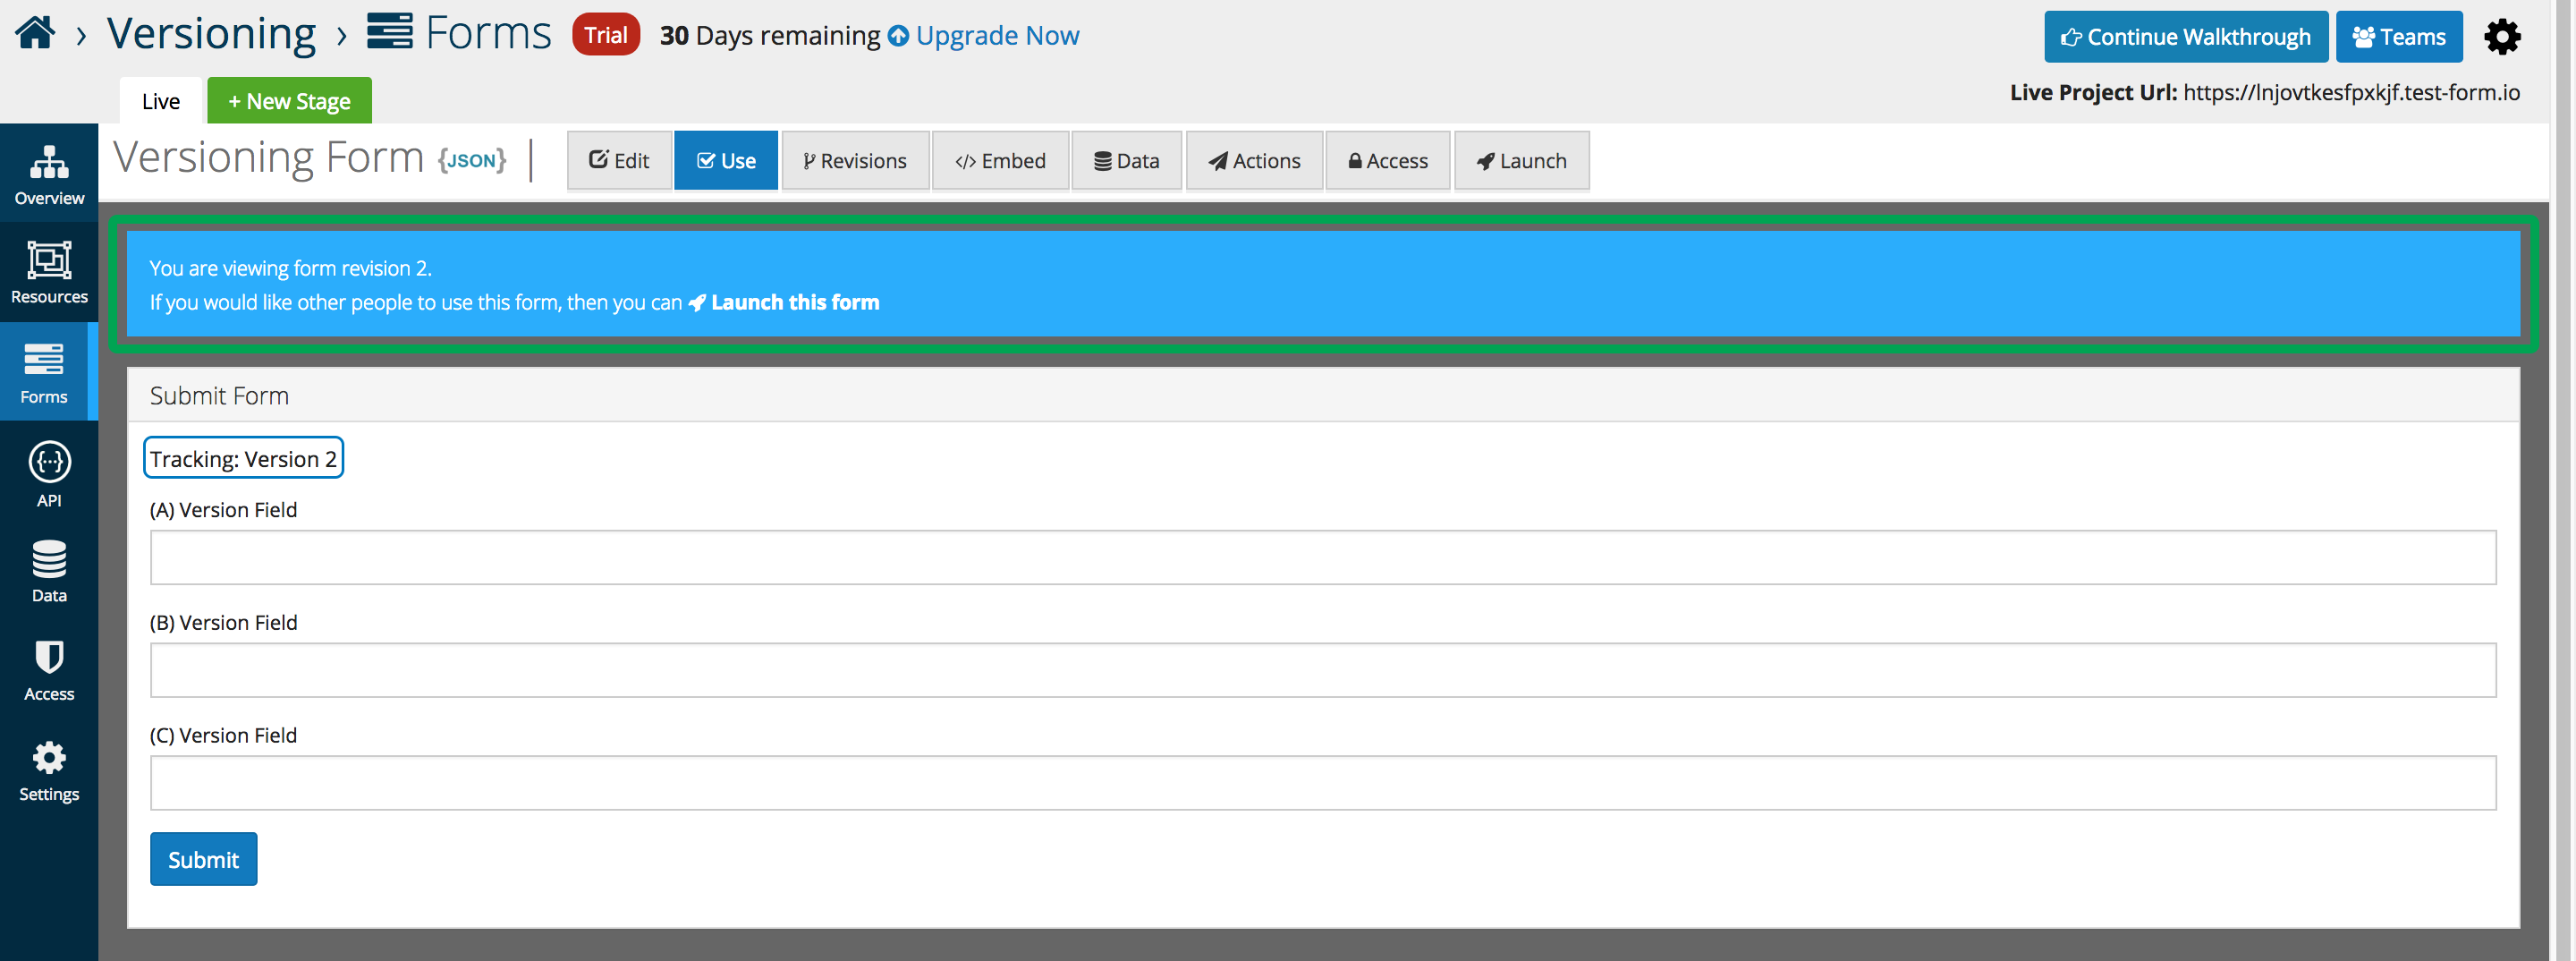 › Versioning › Forms Trial 30 Days remaining Upgrade Now
Continue Walkthrough Teams
Live + New Stage
Live Project Url: https://lnjovtkesfpxkjf.test-form.io
Versioning Form {JSON} | Edit Use Revisions </> Embed Data Actions Access Launch
Overview
Resources
Forms
API
Data
Access
Settings
You are viewing form revision 2.
If you would like other people to use this form, then you can Launch this form
Submit Form
Tracking: Version 2
(A) Version Field
(B) Version Field
(C) Version Field
Submit